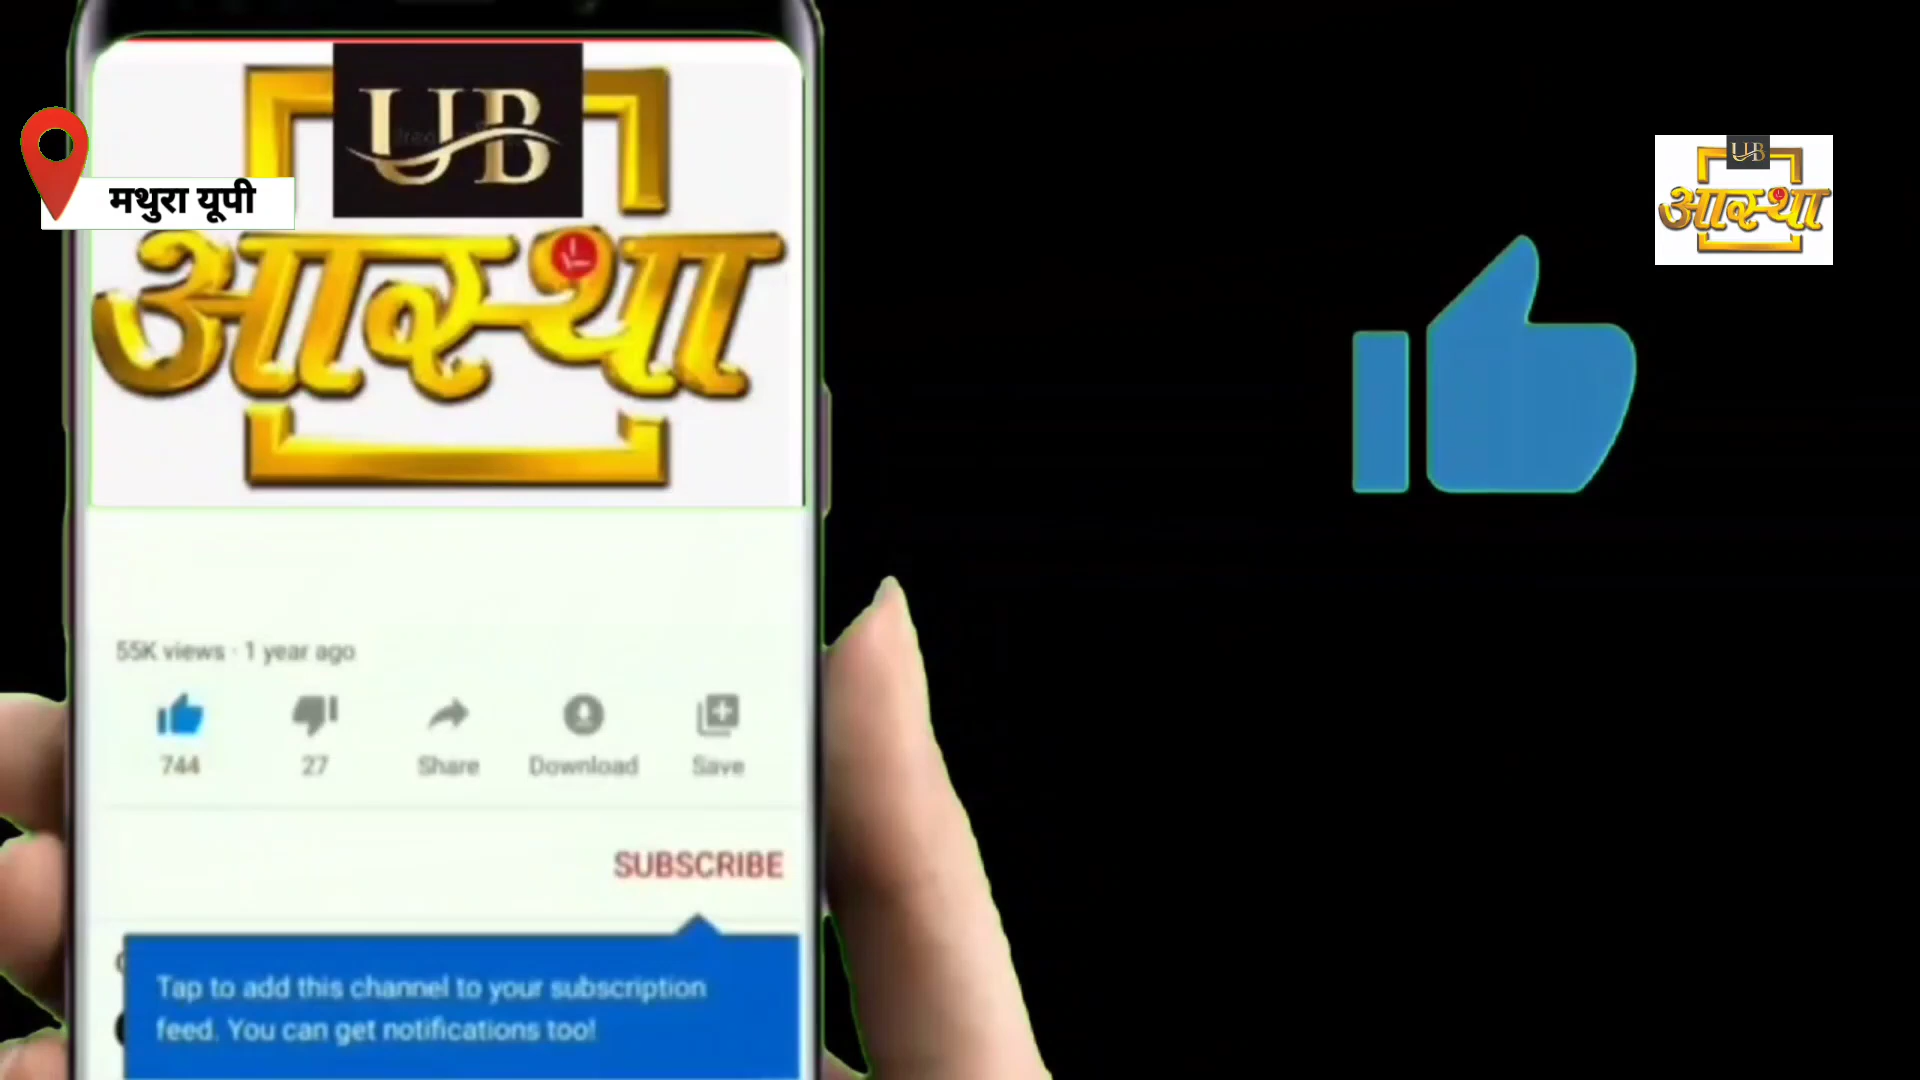 UB
मथुरा यूपी
आस्था
UB
आस्था
55K views · 1 year ago
744
27
Share
Download
Save
SUBSCRIBE
Tap to add this channel to your subscription
feed. You can get notifications too!